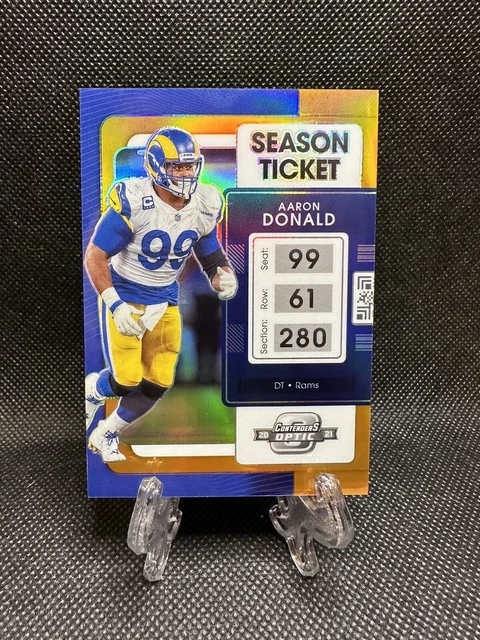 SEASON
TICKET
AARON
DONALD
Seat: 99
Row: 61
Section: 280
DT • Rams
CONTENDERS
20 OPTIC 21
99